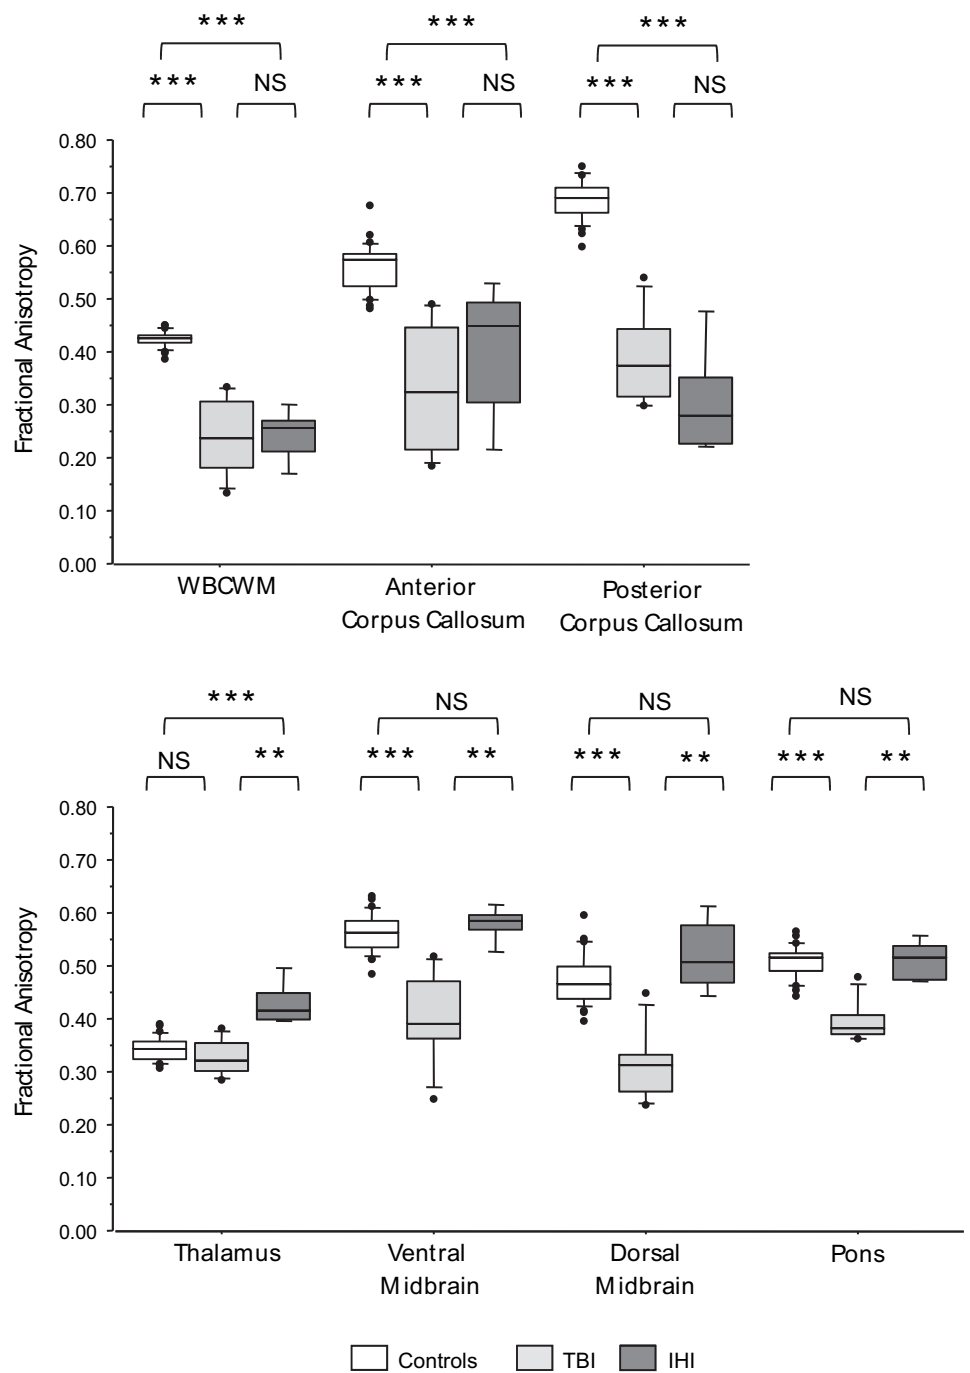 *** *** ***
*** NS *** NS *** NS
0.80
0.70
0.60
0.50
0.40
0.30
0.20
0.10
0.00
Fractional Anisotropy
WBCWM
Anterior
Corpus Callosum
Posterior
Corpus Callosum
*** NS NS NS
NS ** *** ** *** ** *** **
0.80
0.70
0.60
0.50
0.40
0.30
0.20
0.10
0.00
Fractional Anisotropy
Thalamus
Ventral
Midbrain
Dorsal
Midbrain
Pons
Controls TBI IHI